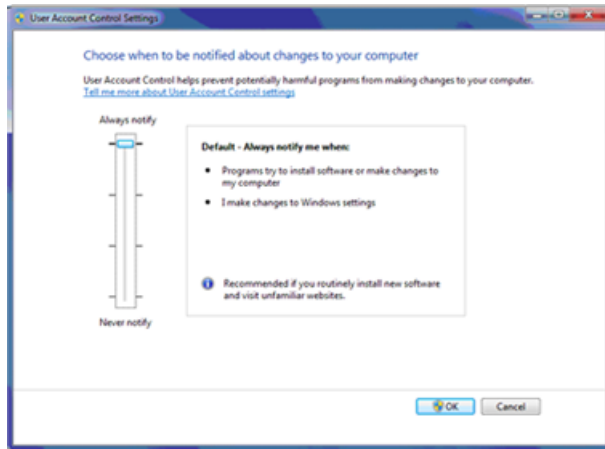 User Account Control Settings
Choose when to be notified about changes to your computer
User Account Control helps prevent potentially harmful programs from making changes to your computer.
Tell me more about User Account Control settings
Always notify
Default - Always notify me when:
• Programs try to install software or make changes to
my computer
• I make changes to Windows settings
Recommended if you routinely install new software
and visit unfamiliar websites.
Never notify
OK
Cancel